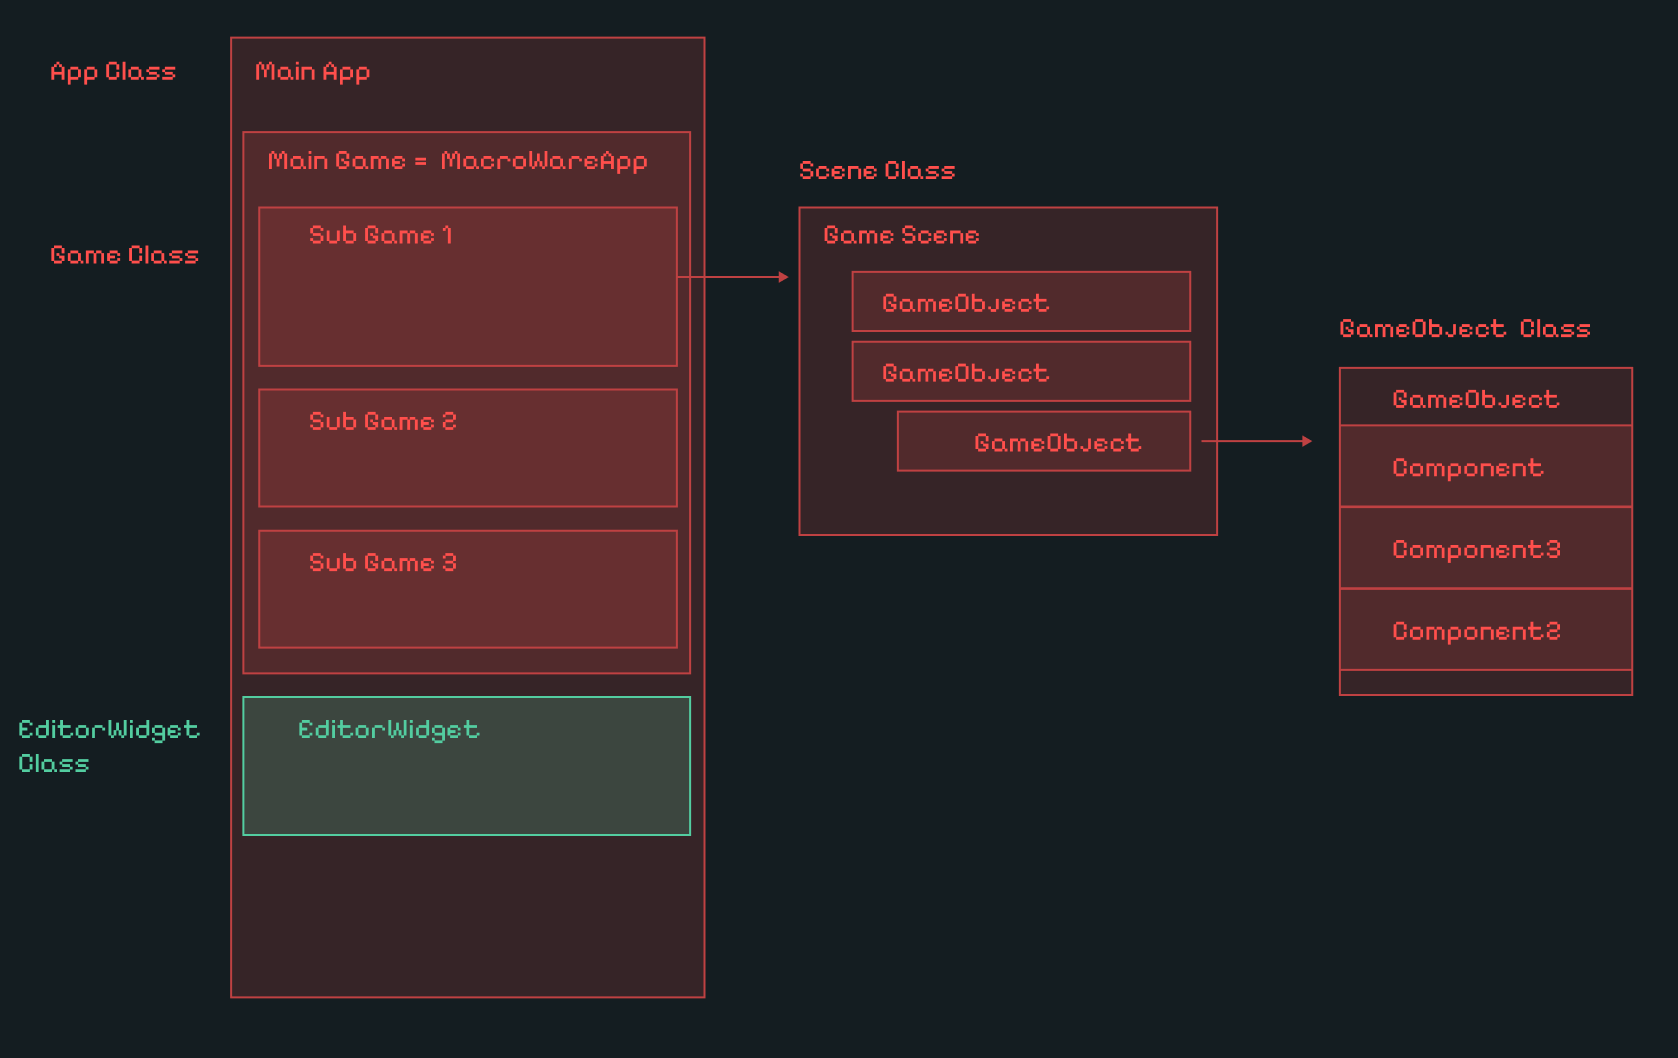 App Class
Main App
Main Game = MacroWareApp
Sub Game 1
Game Class
Sub Game 2
Sub Game 3
EditorWidget
Class
EditorWidget
Scene Class
Game Scene
GameObject
GameObject
GameObject
GameObject Class
GameObject
Component
Component3
Component2